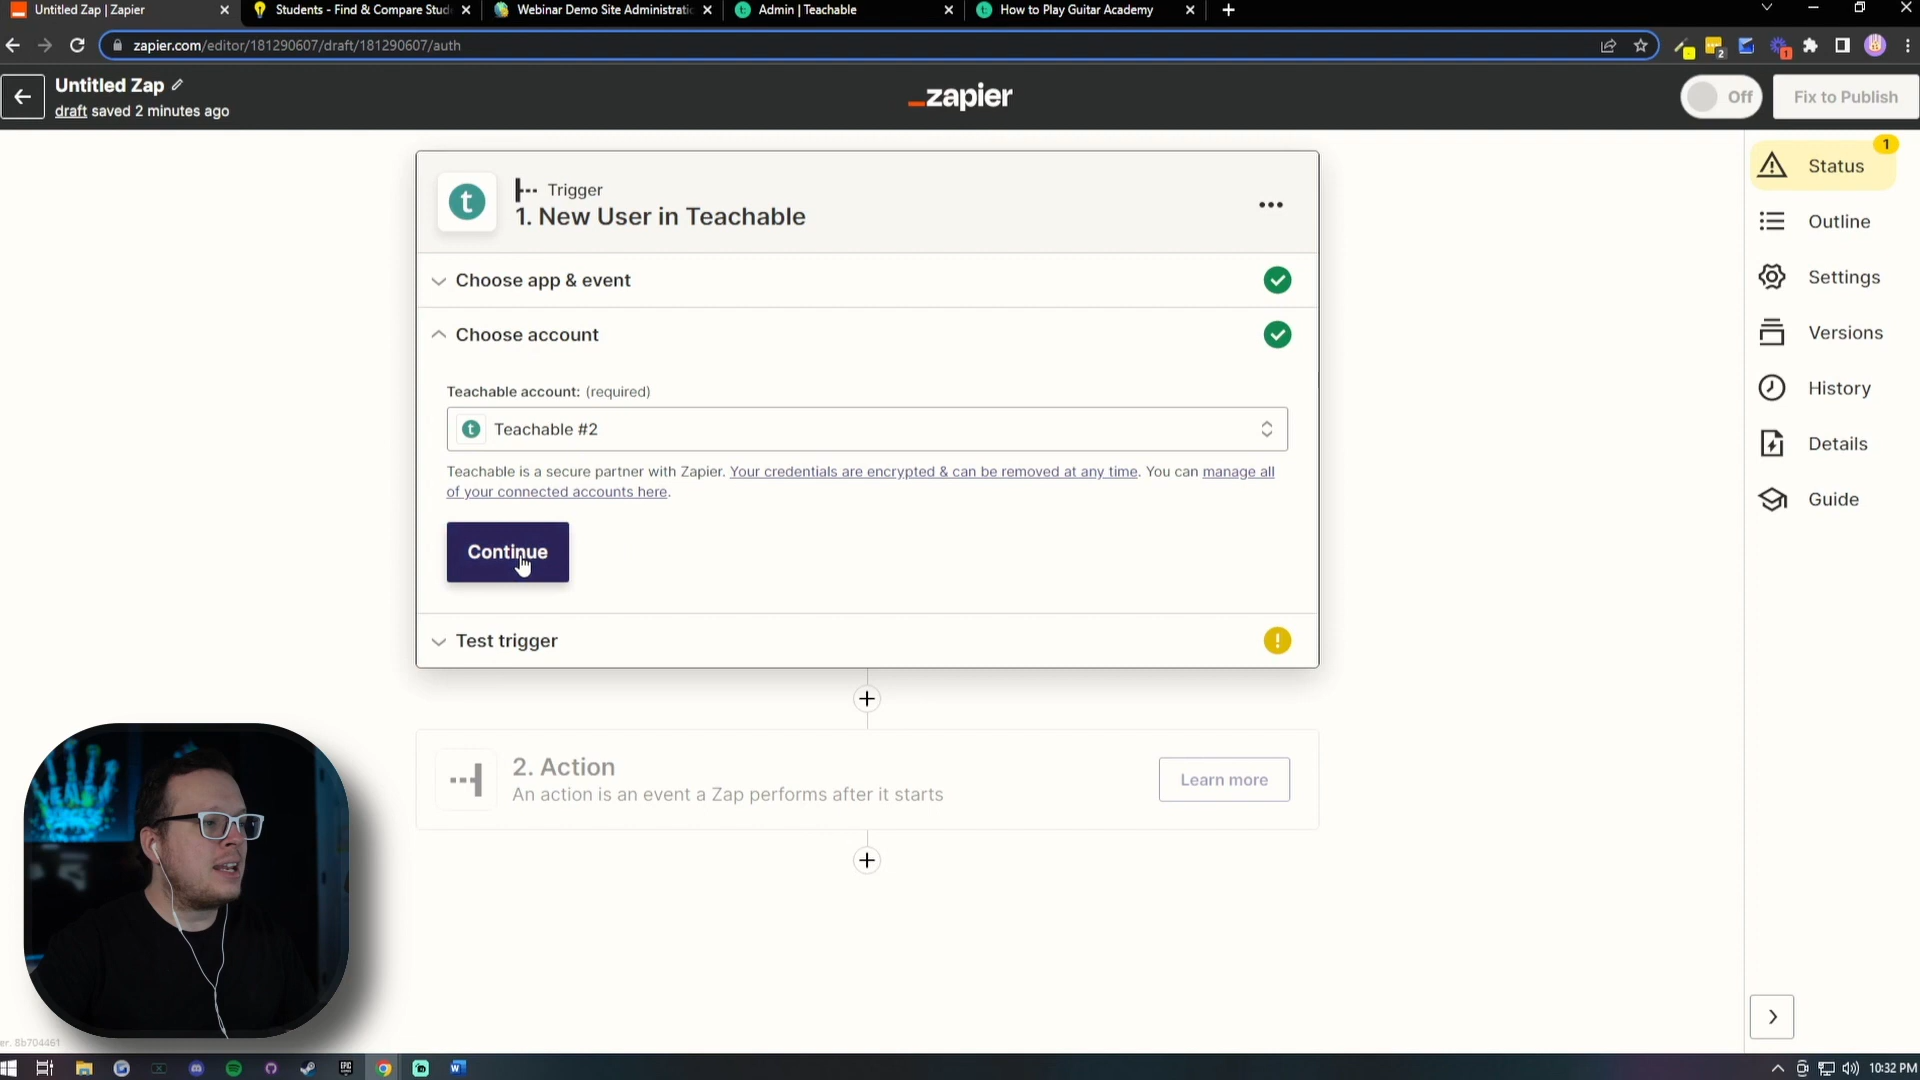 Untitled Zap | Zapier
Students - Find & Compare Stud
Webinar Demo Site Administratio
Admin | Teachable
How to Play Guitar Academy
zapier.com/editor/181290607/draft/181290607/auth
2
1
Untitled Zap
draft saved 2 minutes ago
zapier
Off
Fix to Publish
t
Trigger
1. New User in Teachable
Choose app & event
Choose account
Teachable account: (required)
t Teachable #2
Teachable is a secure partner with Zapier. Your credentials are encrypted & can be removed at any time. You can manage all
of your connected accounts here.
Continue
Test trigger
2. Action
An action is an event a Zap performs after it starts
Learn more
1
Status
Outline
Settings
Versions
History
Details
Guide
er. 8b704461
10:32 PM